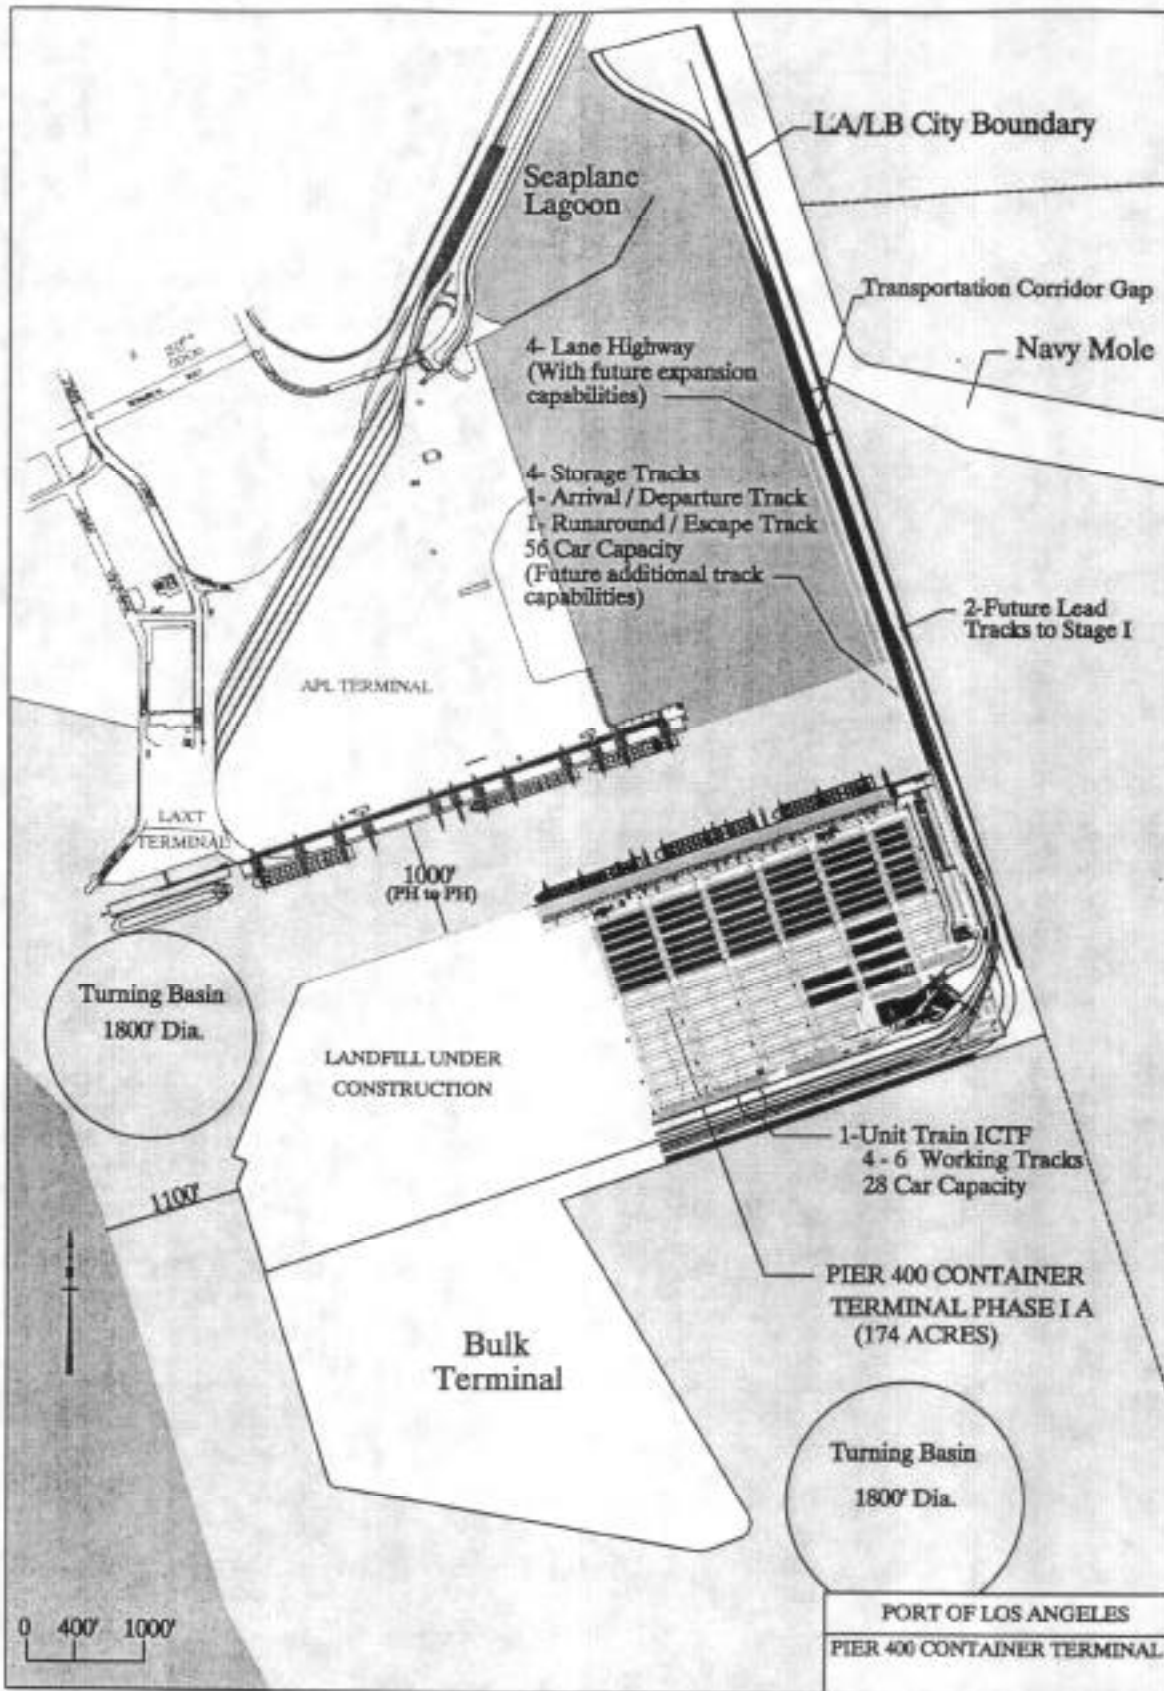 LA/LB City Boundary
Seaplane
Lagoon
Transportation Corridor Gap
Navy Mole
4- Lane Highway
(With future expansion
capabilities)
4- Storage Tracks
1- Arrival / Departure Track
1- Runaround / Escape Track
56 Car Capacity
(Future additional track
capabilities)
2-Future Lead
Tracks to Stage I
APL TERMINAL
LAXT
TERMINAL
1000'
(PH to PH)
Turning Basin
1800' Dia.
LANDFILL UNDER
CONSTRUCTION
1-Unit Train ICTF
4 - 6 Working Tracks
28 Car Capacity
1100'
PIER 400 CONTAINER
TERMINAL PHASE I A
(174 ACRES)
Bulk
Terminal
Turning Basin
1800' Dia.
0 400' 1000'
PORT OF LOS ANGELES
PIER 400 CONTAINER TERMINAL